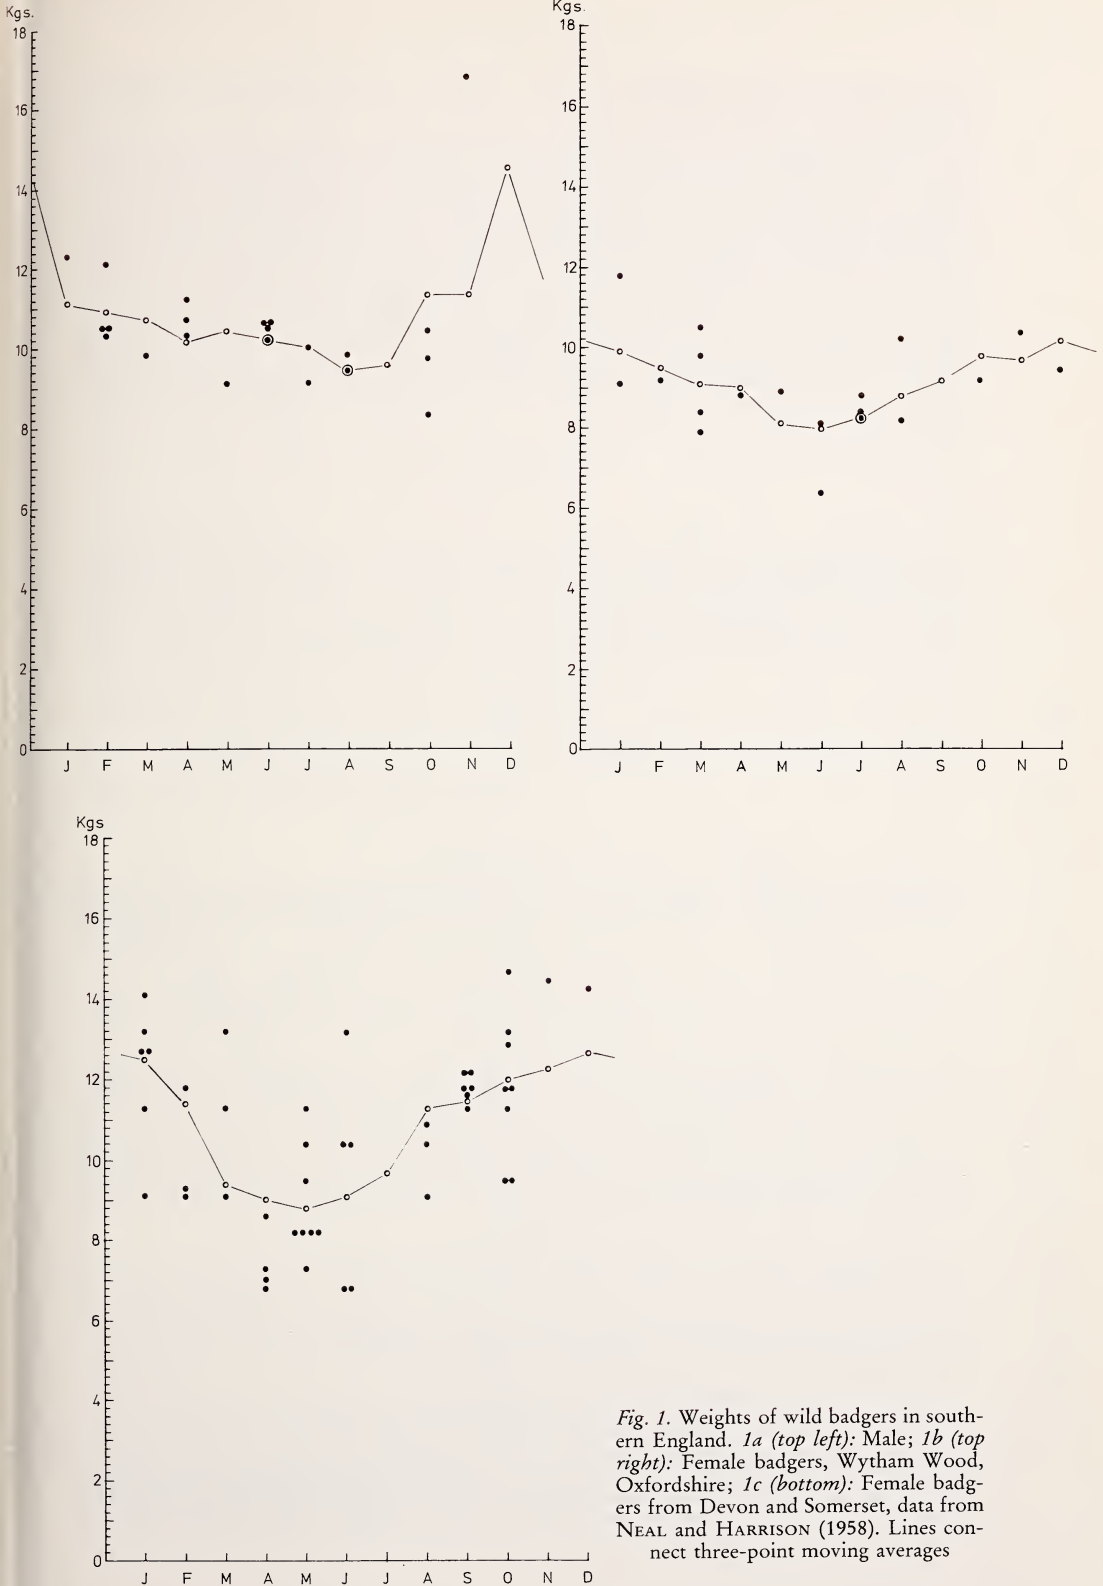 Kgs.
18
16
14
12
10
8
6
4
2
0
J F M A M J J A S O N D
Kgs.
18
16
14
12
10
8
6
4
2
0
J F M A M J J A S O N D
Kgs
18
16
14
12
10
8
6
4
2
0
J F M A M J J A S O N D
Fig. 1. Weights of wild badgers in south-
ern England. 1a (top left): Male; 1b (top
right): Female badgers, Wytham Wood,
Oxfordshire; 1c (bottom): Female badg-
ers from Devon and Somerset, data from
NEAL and HARRISON (1958). Lines con-
nect three-point moving averages